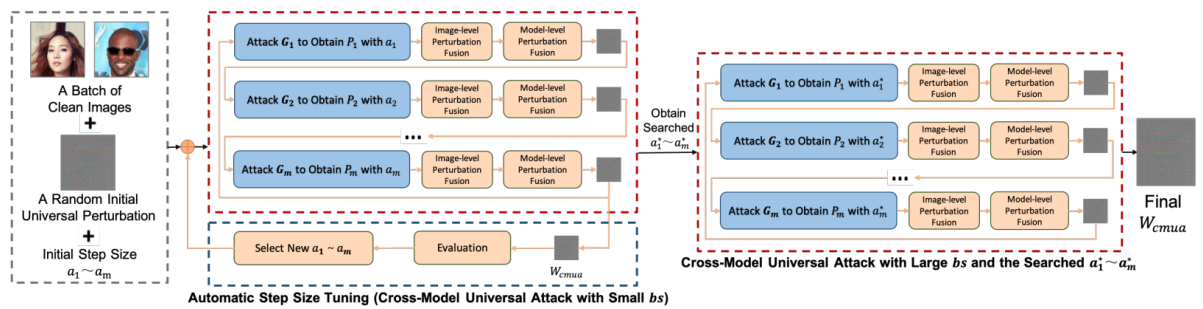 A Batch of
Clean Images
+
A Random Initial
Universal Perturbation
+
Initial Step Size
a₁~aₘ
Attack G₁ to Obtain P₁ with a₁
Image-level
Perturbation
Fusion
Model-level
Perturbation
Fusion
Attack G₂ to Obtain P₂ with a₂
Image-level
Perturbation
Fusion
Model-level
Perturbation
Fusion
...
Attack Gₘ to Obtain Pₘ with aₘ
Image-level
Perturbation
Fusion
Model-level
Perturbation
Fusion
Select New a₁ ~ aₘ
Evaluation
W_cmua
Automatic Step Size Tuning (Cross-Model Universal Attack with Small bs)
Obtain
Searched
a₁*~aₘ*
Attack G₁ to Obtain P₁ with a₁*
Image-level
Perturbation
Fusion
Model-level
Perturbation
Fusion
Attack G₂ to Obtain P₂ with a₂*
Image-level
Perturbation
Fusion
Model-level
Perturbation
Fusion
...
Attack Gₘ to Obtain Pₘ with aₘ*
Image-level
Perturbation
Fusion
Model-level
Perturbation
Fusion
Cross-Model Universal Attack with Large bs and the Searched a₁*~aₘ*
Final
W_cmua